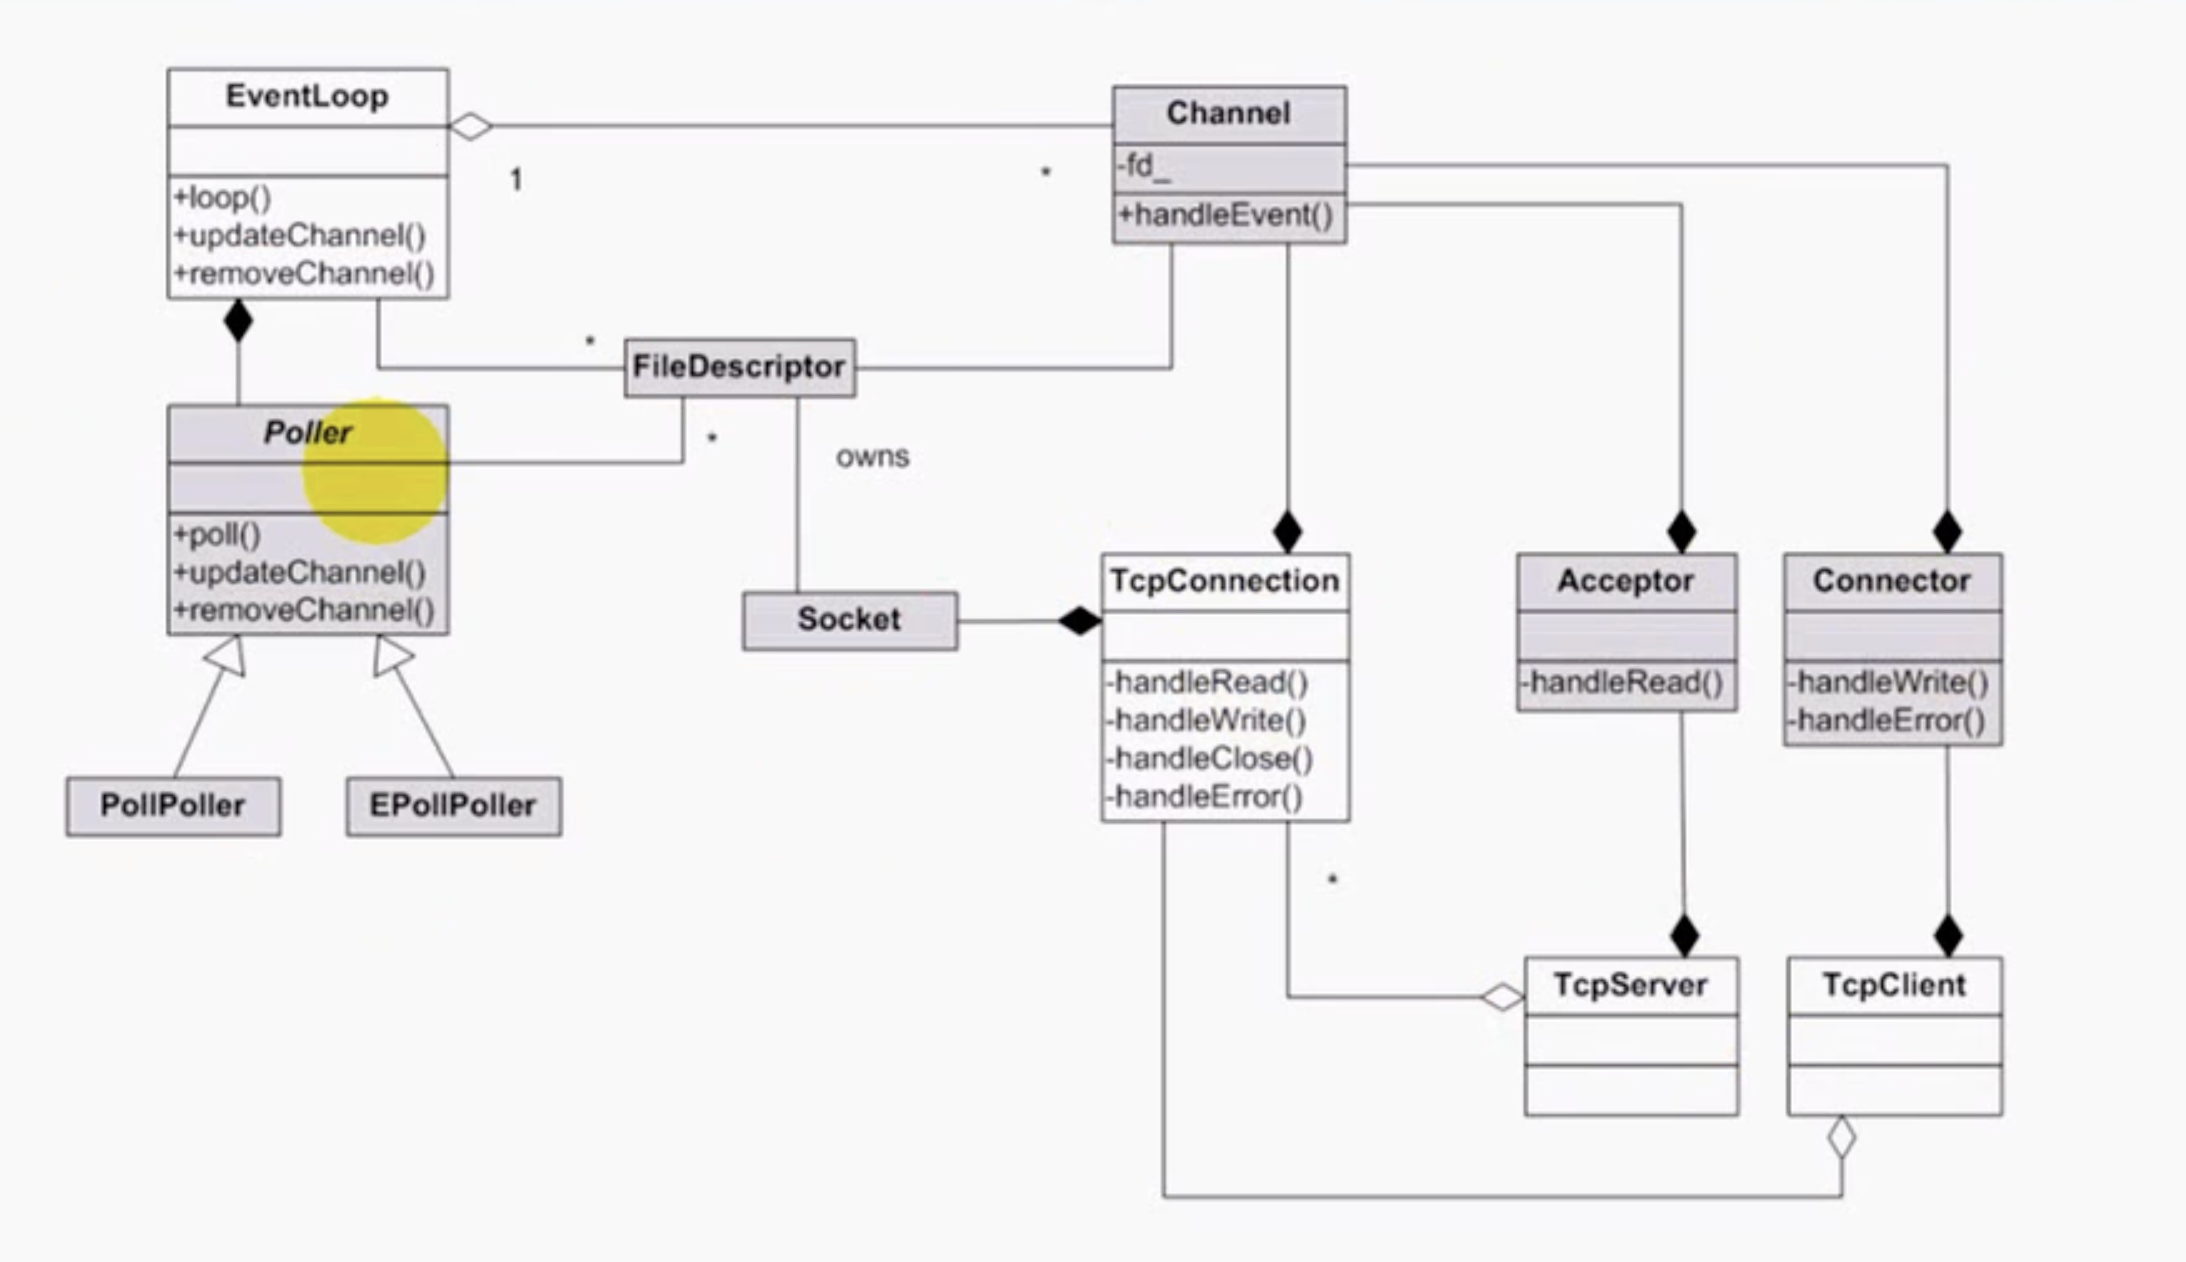 EventLoop
+loop()
+updateChannel()
+removeChannel()
1
*
Channel
-fd_
+handleEvent()
*
FileDescriptor
*
owns
Poller
+poll()
+updateChannel()
+removeChannel()
PollPoller
EPollPoller
Socket
TcpConnection
-handleRead()
-handleWrite()
-handleClose()
-handleError()
*
Acceptor
-handleRead()
Connector
-handleWrite()
-handleError()
TcpServer
TcpClient